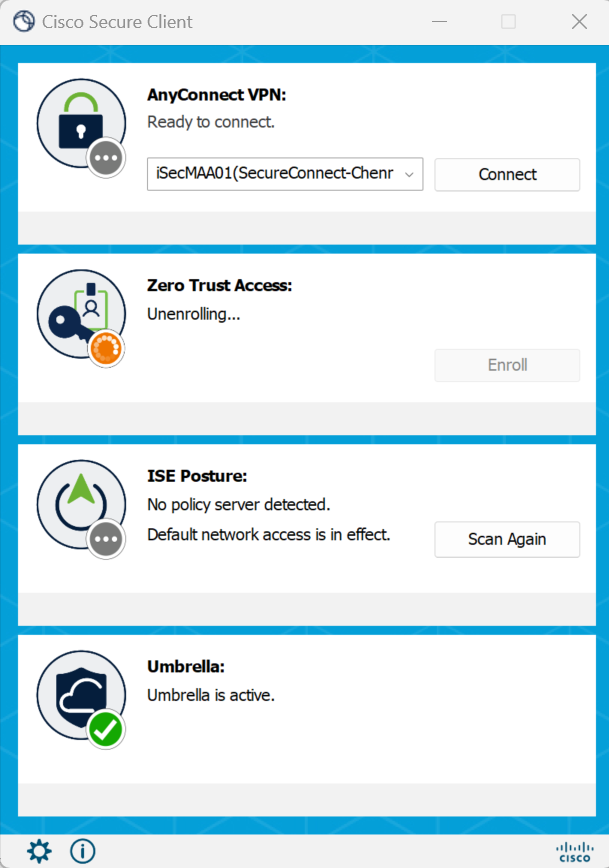 Cisco Secure Client
AnyConnect VPN:
Ready to connect.
iSecMAA01(SecureConnect-Chenr
Connect
Zero Trust Access:
Unenrolling...
Enroll
ISE Posture:
No policy server detected.
Default network access is in effect.
Scan Again
Umbrella:
Umbrella is active.
CISCO